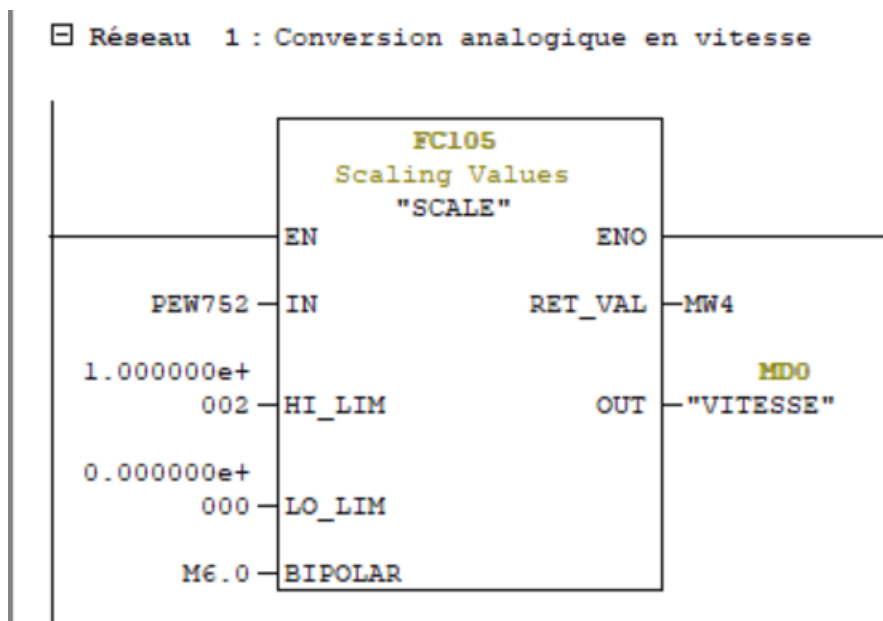 Réseau 1 : Conversion analogique en vitesse
FC105
Scaling Values
"SCALE"
EN ENO
PEW752 IN RET_VAL MW4
1.000000e+ MD0
002 HI_LIM OUT "VITESSE"
0.000000e+
000 LO_LIM
M6.0 BIPOLAR